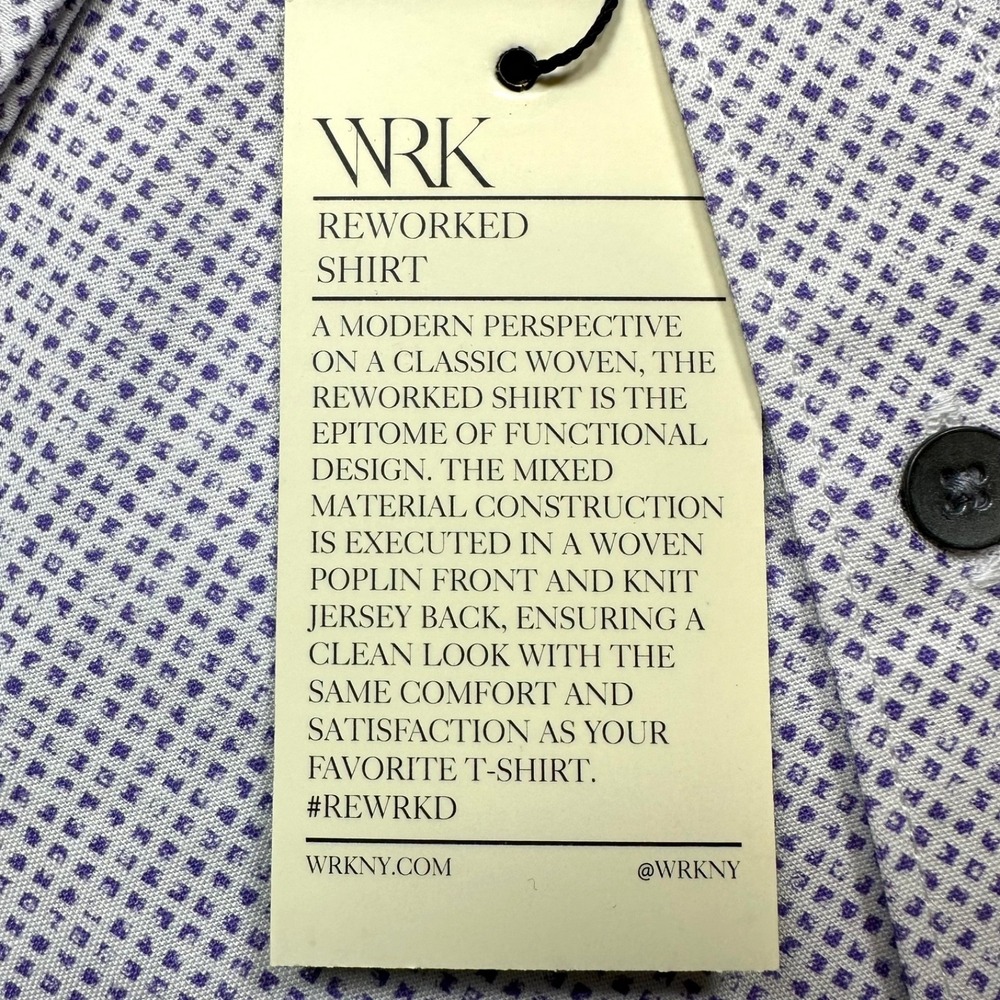 WRK
REWORKED
SHIRT
A MODERN PERSPECTIVE
ON A CLASSIC WOVEN, THE
REWORKED SHIRT IS THE
EPITOME OF FUNCTIONAL
DESIGN. THE MIXED
MATERIAL CONSTRUCTION
IS EXECUTED IN A WOVEN
POPLIN FRONT AND KNIT
JERSEY BACK, ENSURING A
CLEAN LOOK WITH THE
SAME COMFORT AND
SATISFACTION AS YOUR
FAVORITE T-SHIRT.
#REWRKD
WRKNY.COM @WRKNY